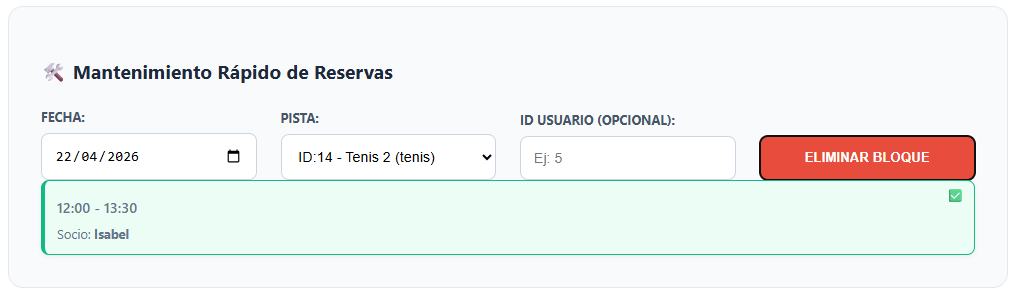 Mantenimiento Rápido de Reservas
FECHA:
PISTA:
ID USUARIO (OPCIONAL):
22/04/2026
ID:14 - Tenis 2 (tenis)
Ej: 5
ELIMINAR BLOQUE
12:00 - 13:30
Socio: Isabel